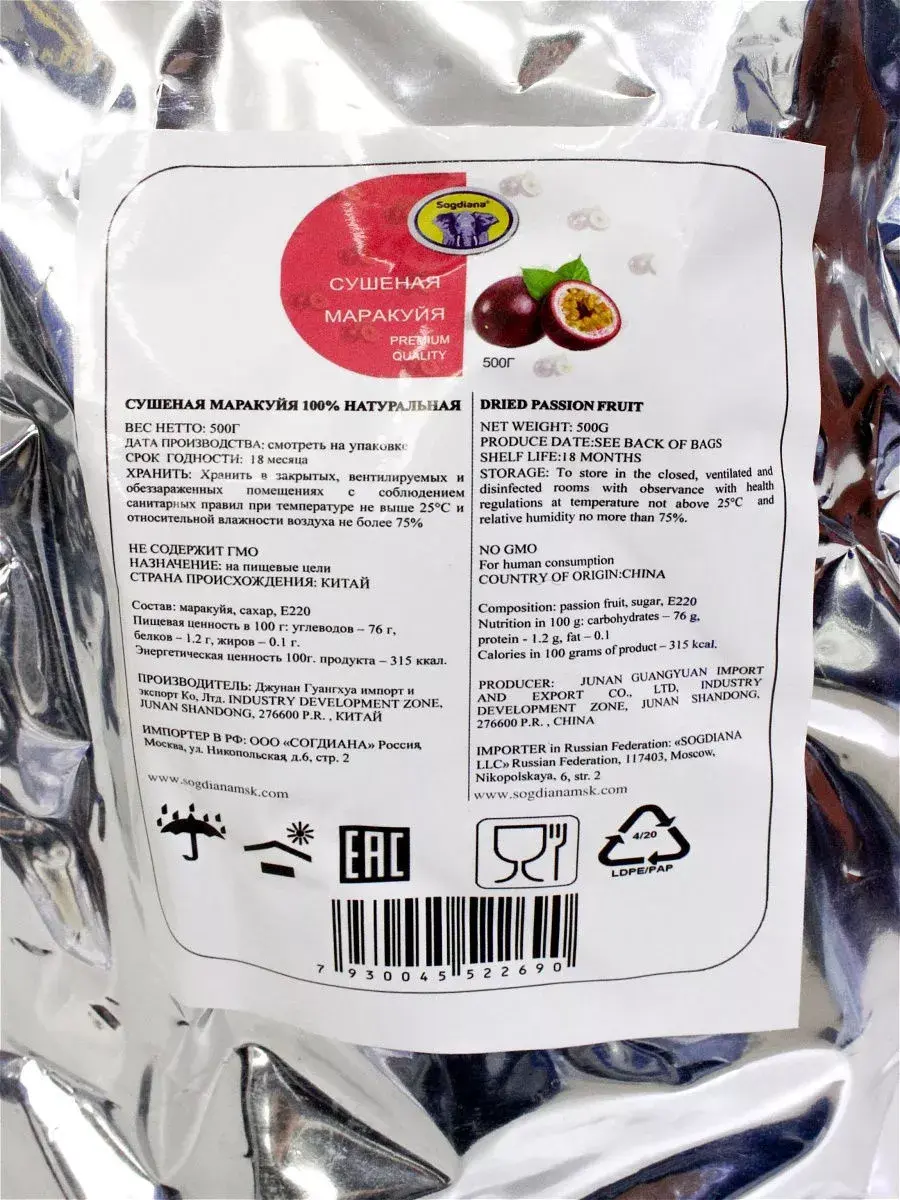 Sogdiana®
СУШЕНАЯ
МАРАКУЙЯ
PREMIUM
QUALITY
500Г
СУШЕНАЯ МАРАКУЙЯ 100% НАТУРАЛЬНАЯ
ВЕС НЕТТО: 500Г
ДАТА ПРОИЗВОДСТВА: смотреть на упаковке
СРОК ГОДНОСТИ: 18 месяца
ХРАНИТЬ: Хранить в закрытых, вентилируемых и
обеззараженных помещениях с соблюдением
санитарных правил при температуре не выше 25°C и
относительной влажности воздуха не более 75%
НЕ СОДЕРЖИТ ГМО
НАЗНАЧЕНИЕ: на пищевые цели
СТРАНА ПРОИСХОЖДЕНИЯ: КИТАЙ
Состав: маракуйя, сахар, Е220
Пищевая ценность в 100 г: углеводов – 76 г,
белков – 1.2 г, жиров – 0.1 г.
Энергетическая ценность 100г. продукта – 315 ккал.
ПРОИЗВОДИТЕЛЬ: Джунан Гуангхуа импорт и
экспорт Ко, Лтд. INDUSTRY DEVELOPMENT ZONE,
JUNAN SHANDONG, 276600 P.R. , КИТАЙ
ИМПОРТЕР В РФ: ООО «СОГДИАНА» Россия,
Москва, ул. Никопольская, д.6, стр. 2
www.sogdianamsk.com
DRIED PASSION FRUIT
NET WEIGHT: 500G
PRODUCE DATE:SEE BACK OF BAGS
SHELF LIFE:18 MONTHS
STORAGE: To store in the closed, ventilated and
disinfected rooms with observance with health
regulations at temperature not above 25°C and
relative humidity no more than 75%.
NO GMO
For human consumption
COUNTRY OF ORIGIN:CHINA
Composition: passion fruit, sugar, E220
Nutrition in 100 g: carbohydrates – 76 g,
protein - 1.2 g, fat – 0.1
Calories in 100 grams of product – 315 kcal.
PRODUCER: JUNAN GUANGYUAN IMPORT
AND EXPORT CO., LTD, INDUSTRY
DEVELOPMENT ZONE, JUNAN SHANDONG,
276600 P.R. , CHINA
IMPORTER in Russian Federation: «SOGDIANA
LLC» Russian Federation, 117403, Moscow,
Nikopolskaya, 6, str. 2
www.sogdianamsk.com
EAC
4/20
LDPE/PAP
7 930045 522690